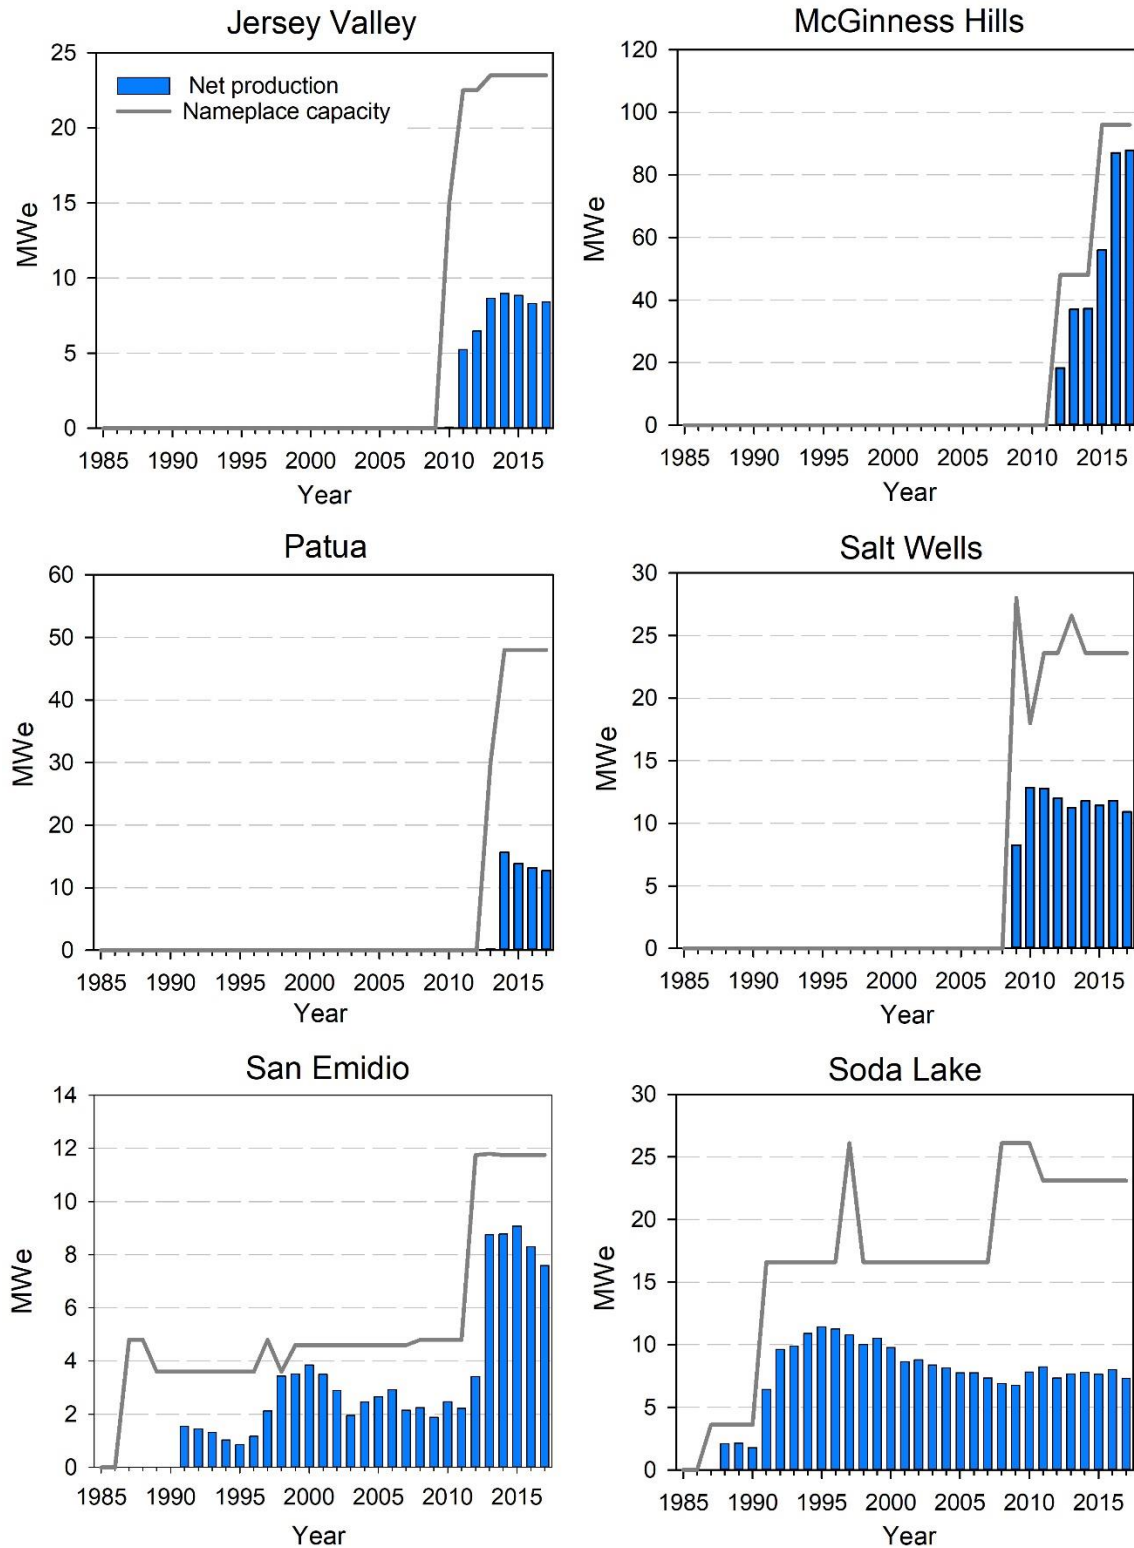 Jersey Valley
25
20
15
10
5
0
MWe
Net production
Nameplace capacity
1985 1990 1995 2000 2005 2010 2015
Year
McGinness Hills
120
100
80
60
40
20
0
MWe
1985 1990 1995 2000 2005 2010 2015
Year
Patua
60
50
40
30
20
10
0
MWe
1985 1990 1995 2000 2005 2010 2015
Year
Salt Wells
30
25
20
15
10
5
0
MWe
1985 1990 1995 2000 2005 2010 2015
Year
San Emidio
14
12
10
8
6
4
2
0
MWe
1985 1990 1995 2000 2005 2010 2015
Year
Soda Lake
30
25
20
15
10
5
0
MWe
1985 1990 1995 2000 2005 2010 2015
Year